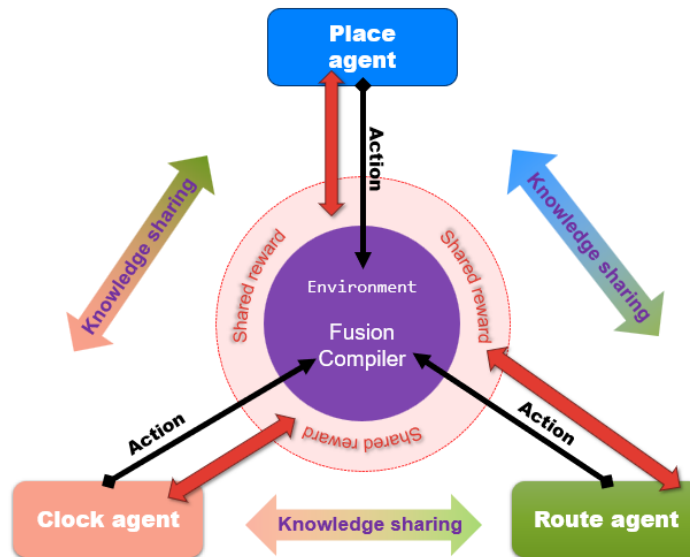 Place
agent
Action
Knowledge sharing
Knowledge sharing
Shared reward
Shared reward
Environment
Fusion
Compiler
Action
Action
Shared reward
Clock agent
Knowledge sharing
Route agent